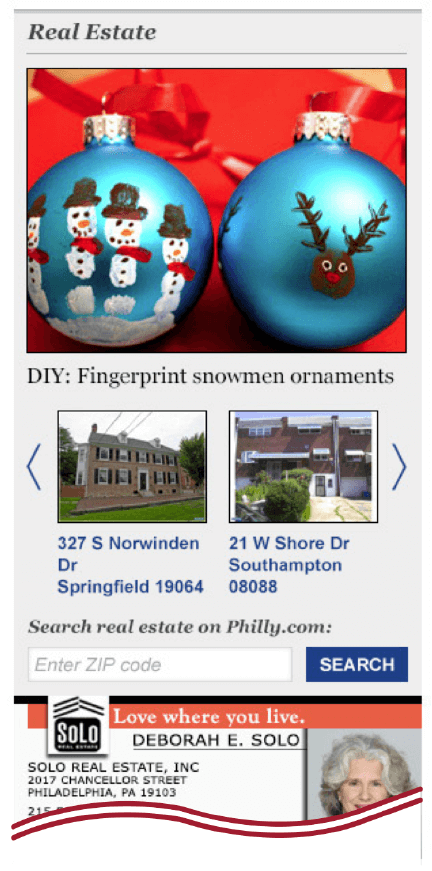 Real Estate
DIY: Fingerprint snowmen ornaments
327 S Norwinden
Dr
Springfield 19064
21 W Shore Dr
Southampton
08088
Search real estate on Philly.com:
Enter ZIP code
SEARCH
Love where you live.
SOLO
REAL ESTATE
DEBORAH E. SOLO
SOLO REAL ESTATE, INC
2017 CHANCELLOR STREET
PHILADELPHIA, PA 19103
215